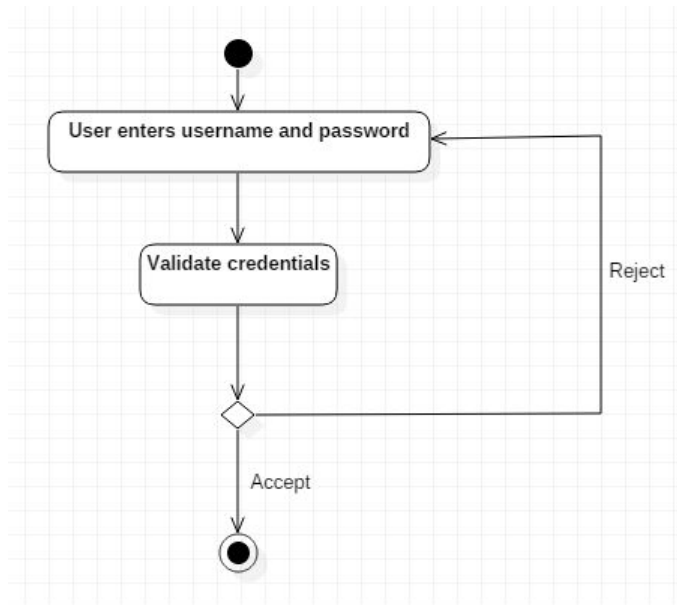 User enters username and password
Validate credentials
Reject
Accept